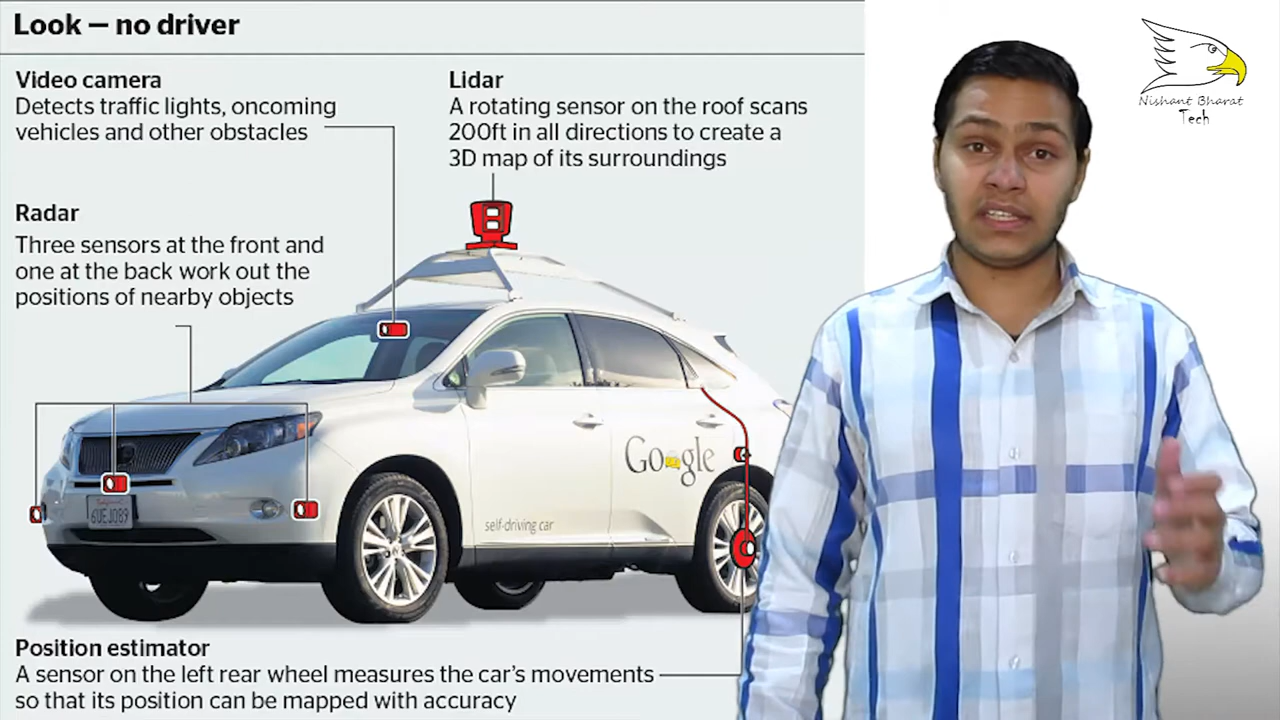 Look — no driver
Video camera
Detects traffic lights, oncoming
vehicles and other obstacles
Lidar
A rotating sensor on the roof scans
200ft in all directions to create a
3D map of its surroundings
Radar
Three sensors at the front and
one at the back work out the
positions of nearby objects
Google
self-driving car
6UEJ089
Position estimator
A sensor on the left rear wheel measures the car's movements
so that its position can be mapped with accuracy
Nishant Bharat
Tech